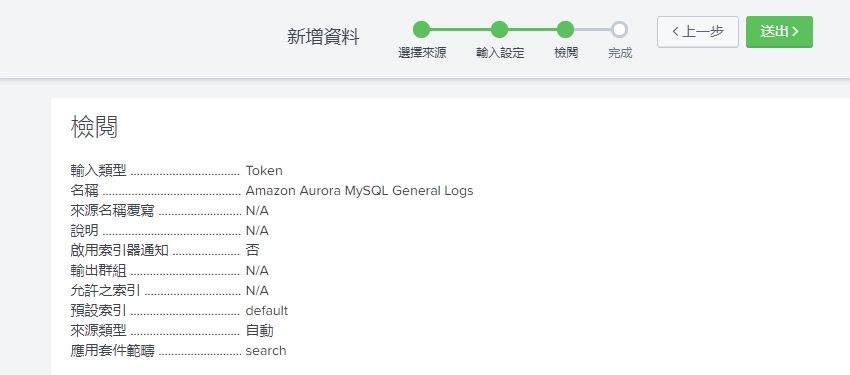 新增資料
選擇來源 輸入設定 檢閱 完成
上一步 送出
檢閱
輸入類型 ................................. Token
名稱 ......................................... Amazon Aurora MySQL General Logs
來源名稱覆寫 ......................... N/A
說明 ......................................... N/A
啟用索引器通知 .................... 否
輸出群組 ................................. N/A
允許之索引 ............................. N/A
預設索引 ................................. default
來源類型 ................................. 自動
應用套件範疇 ......................... search